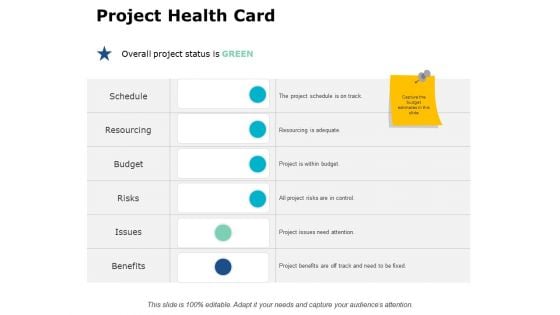 Project Health Card
Overall project status is GREEN
Schedule
The project schedule is on track.
Capture the
budget
estimates in this
slide.
Resourcing
Resourcing is adequate.
Budget
Project is within budget.
Risks
All project risks are in control.
Issues
Project issues need attention.
Benefits
Project benefits are off track and need to be fixed.
This slide is 100% editable. Adapt it your needs and capture your audience's attention.